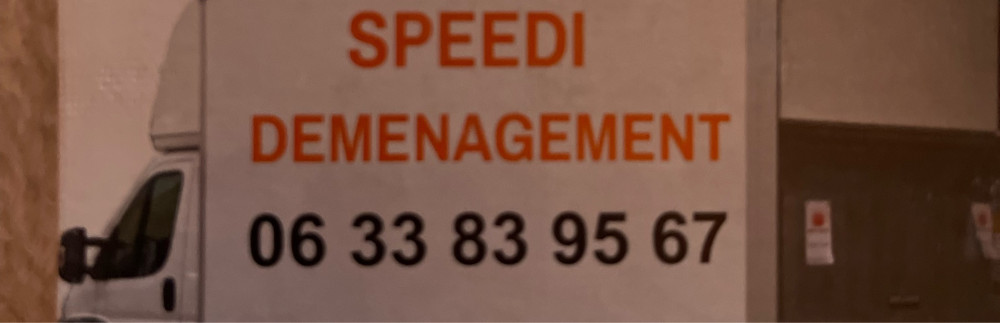 SPEEDI
DEMENAGEMENT
06 33 83 95 67